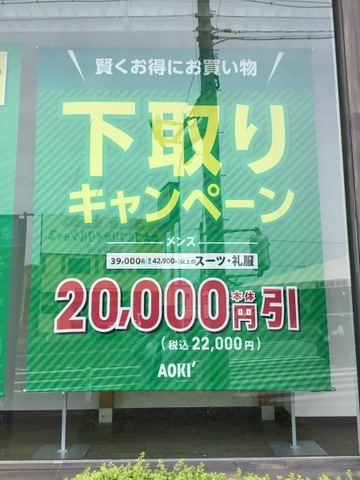 賢くお得にお買い物
下取り
キャンペーン
メンズ
39,000円(税込42,900円)以上のスーツ・礼服
20,000本体円引
(税込22,000円)
AOKI